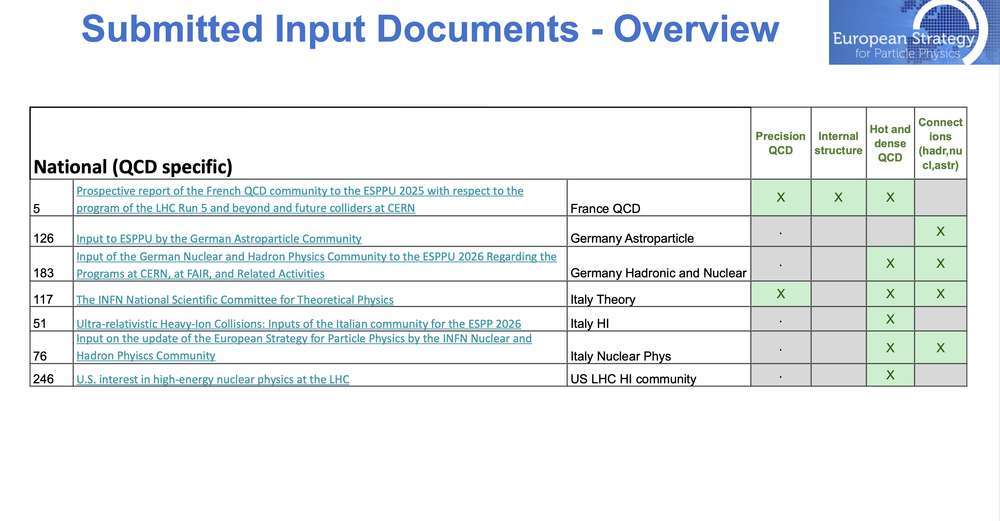 Submitted Input Documents - Overview
European Strategy
for Particle Physics
National (QCD specific)
Precision
QCD
Internal
structure
Hot and
dense
QCD
Connect
ions
(hadr,nu
cl,astr)
5
Prospective report of the French QCD community to the ESPPU 2025 with respect to the
program of the LHC Run 5 and beyond and future colliders at CERN
France QCD
X
X
X
126
Input to ESPPU by the German Astroparticle Community
Germany Astroparticle
.
X
183
Input of the German Nuclear and Hadron Physics Community to the ESPPU 2026 Regarding the
Programs at CERN, at FAIR, and Related Activities
Germany Hadronic and Nuclear
.
X
X
117
The INFN National Scientific Committee for Theoretical Physics
Italy Theory
X
X
X
51
Ultra-relativistic Heavy-Ion Collisions: Inputs of the Italian community for the ESPP 2026
Italy HI
.
X
76
Input on the update of the European Strategy for Particle Physics by the INFN Nuclear and
Hadron Phyiscs Community
Italy Nuclear Phys
.
X
X
246
U.S. interest in high-energy nuclear physics at the LHC
US LHC HI community
.
X